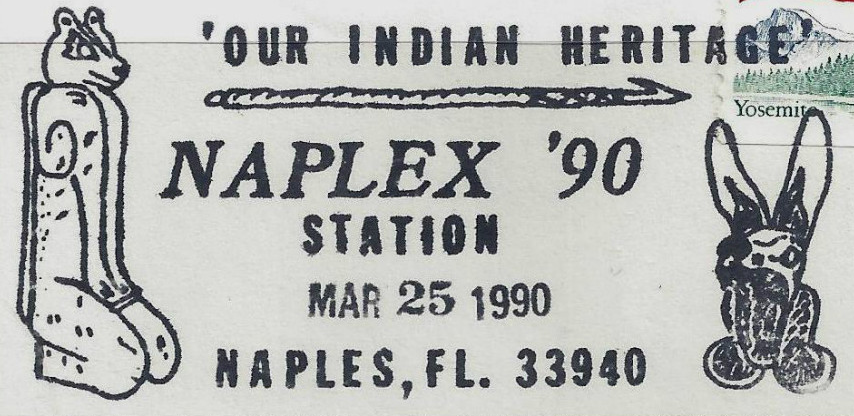 'OUR INDIAN HERITAGE'
Yosemite
NAPLEX '90
STATION
MAR 25 1990
NAPLES, FL. 33940